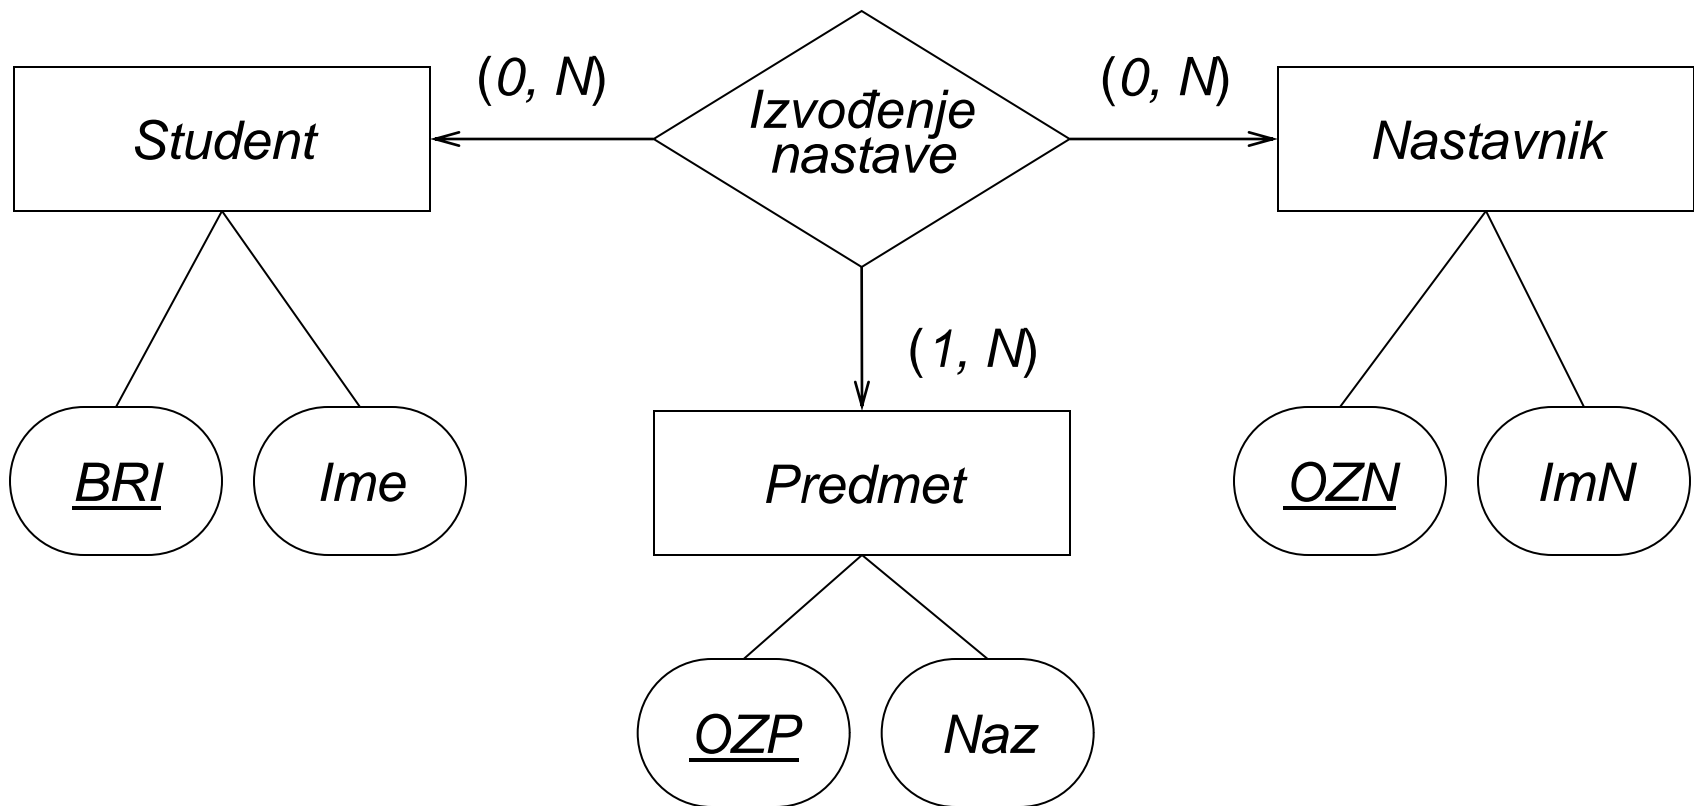 (0, N)
(0, N)
Izvođenje
nastave
Student
Nastavnik
(1, N)
BRI
Ime
Predmet
OZN
ImN
OZP
Naz